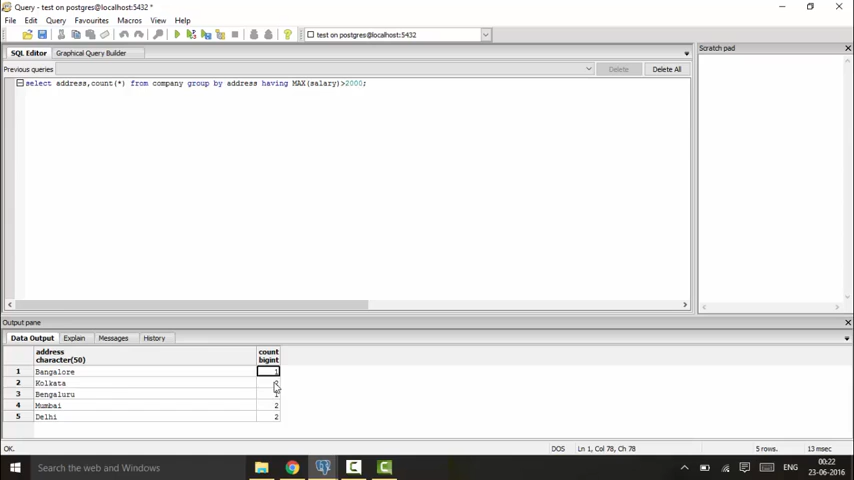 Query - test on postgres@localhost:5432 *
File Edit Query Favourites Macros View Help
test on postgres@localhost:5432
SQL Editor Graphical Query Builder
Scratch pad
Previous queries Delete Delete All
select address,count(*) from company group by address having MAX(salary)>2000;
Output pane
Data Output Explain Messages History
address count
character(50) bigint
1 Bangalore 1
2 Kolkata
3 Bengaluru 1
4 Mumbai 2
5 Delhi 2
OK. DOS Ln 1, Col 78, Ch 78 5 rows. 13 msec
Search the web and Windows
ENG
00:22
23-06-2016